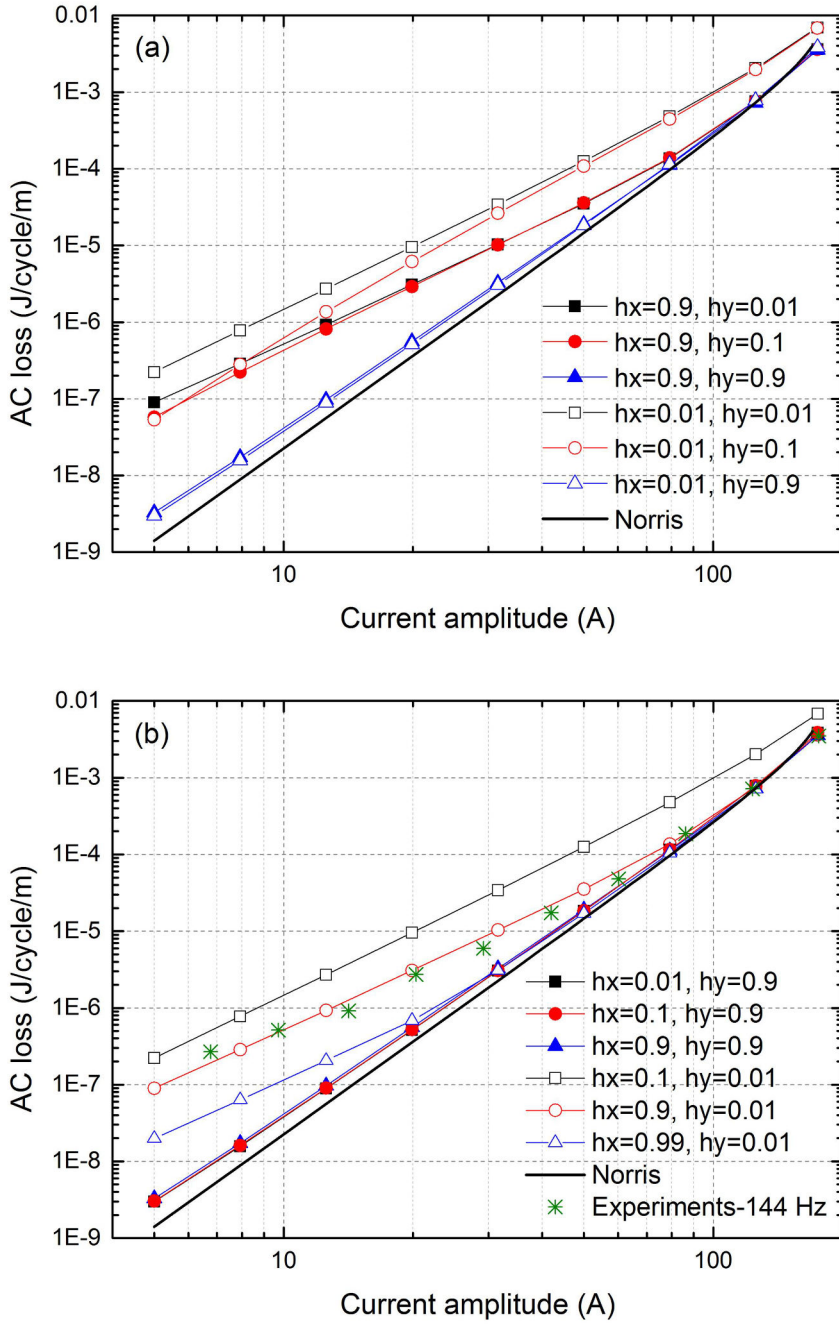 (a)
0.01
1E-3
1E-4
1E-5
1E-6
1E-7
1E-8
1E-9
AC loss (J/cycle/m)
hx=0.9, hy=0.01
hx=0.9, hy=0.1
hx=0.9, hy=0.9
hx=0.01, hy=0.01
hx=0.01, hy=0.1
hx=0.01, hy=0.9
Norris
10
100
Current amplitude (A)
(b)
0.01
1E-3
1E-4
1E-5
1E-6
1E-7
1E-8
1E-9
AC loss (J/cycle/m)
hx=0.01, hy=0.9
hx=0.1, hy=0.9
hx=0.9, hy=0.9
hx=0.1, hy=0.01
hx=0.9, hy=0.01
hx=0.99, hy=0.01
Norris
Experiments-144 Hz
10
100
Current amplitude (A)